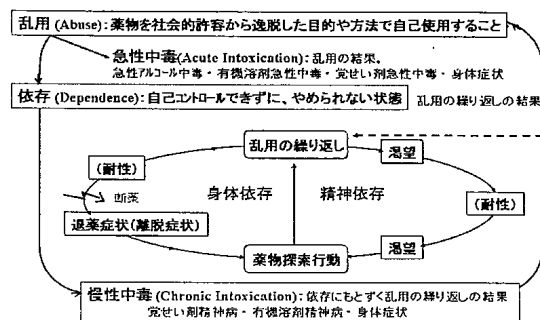 乱用(Abuse):薬物を社会的許容から逸脱した目的や方法で自己使用すること
急性中毒(Acute Intoxication):乱用の結果。
急性アルコール中毒・有機溶剤急性中毒・覚せい剤急性中毒・身体症状
依存(Dependence):自己コントロールできずに、やめられない状態 乱用の繰り返しの結果
乱用の繰り返し
渇望
(耐性)
断薬
身体依存
精神依存
(耐性)
退薬症状(離脱症状)
渇望
薬物探索行動
慢性中毒(Chronic Intoxication):依存にもとずく乱用の繰り返しの結果
覚せい剤精神病・有機溶剤精神病・身体症状